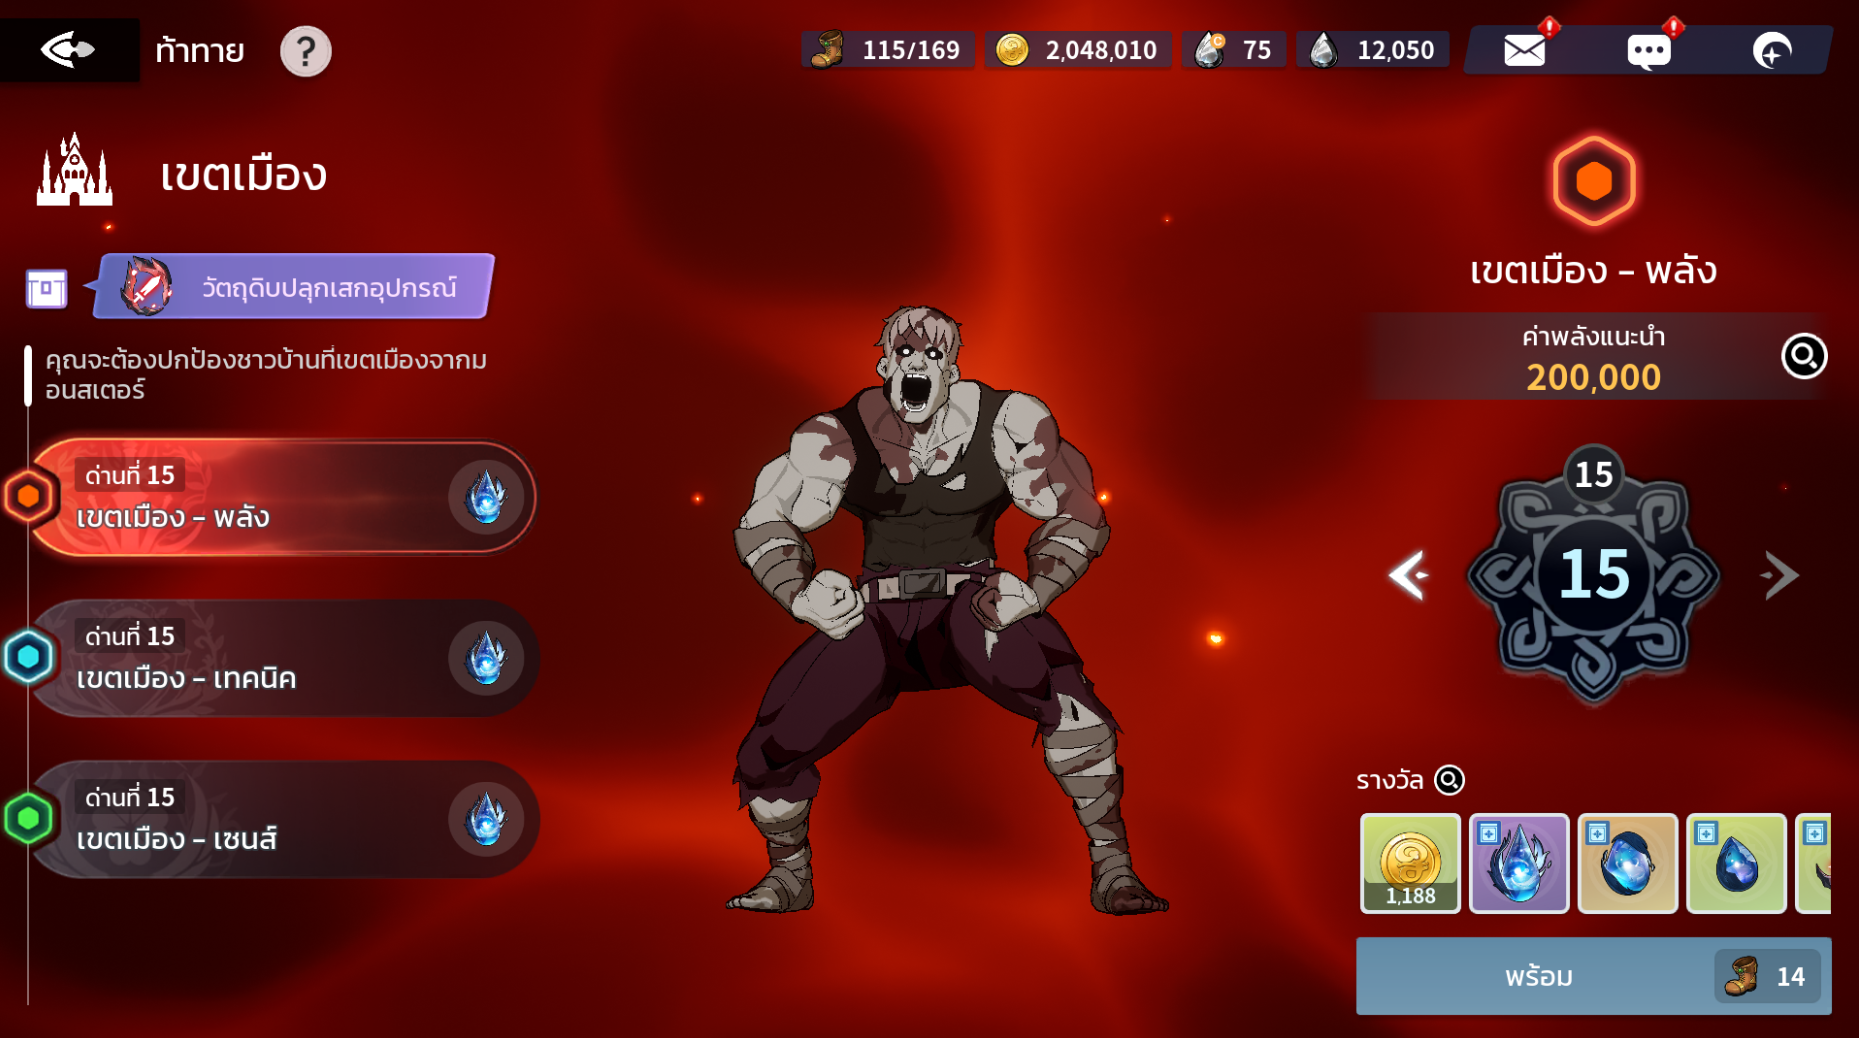 ท้าทาย
?
115/169
2,048,010
75
12,050
เขตเมือง
วัตถุดิบปลุกเสกอุปกรณ์
คุณจะต้องปกป้องชาวบ้านที่เขตเมืองจากม
อนสเตอร์
ด่านที่ 15
เขตเมือง - พลัง
ด่านที่ 15
เขตเมือง - เทคนิค
ด่านที่ 15
เขตเมือง - เซนส์
เขตเมือง - พลัง
ค่าพลังแนะนำ
200,000
15
15
รางวัล
1,188
พร้อม
14